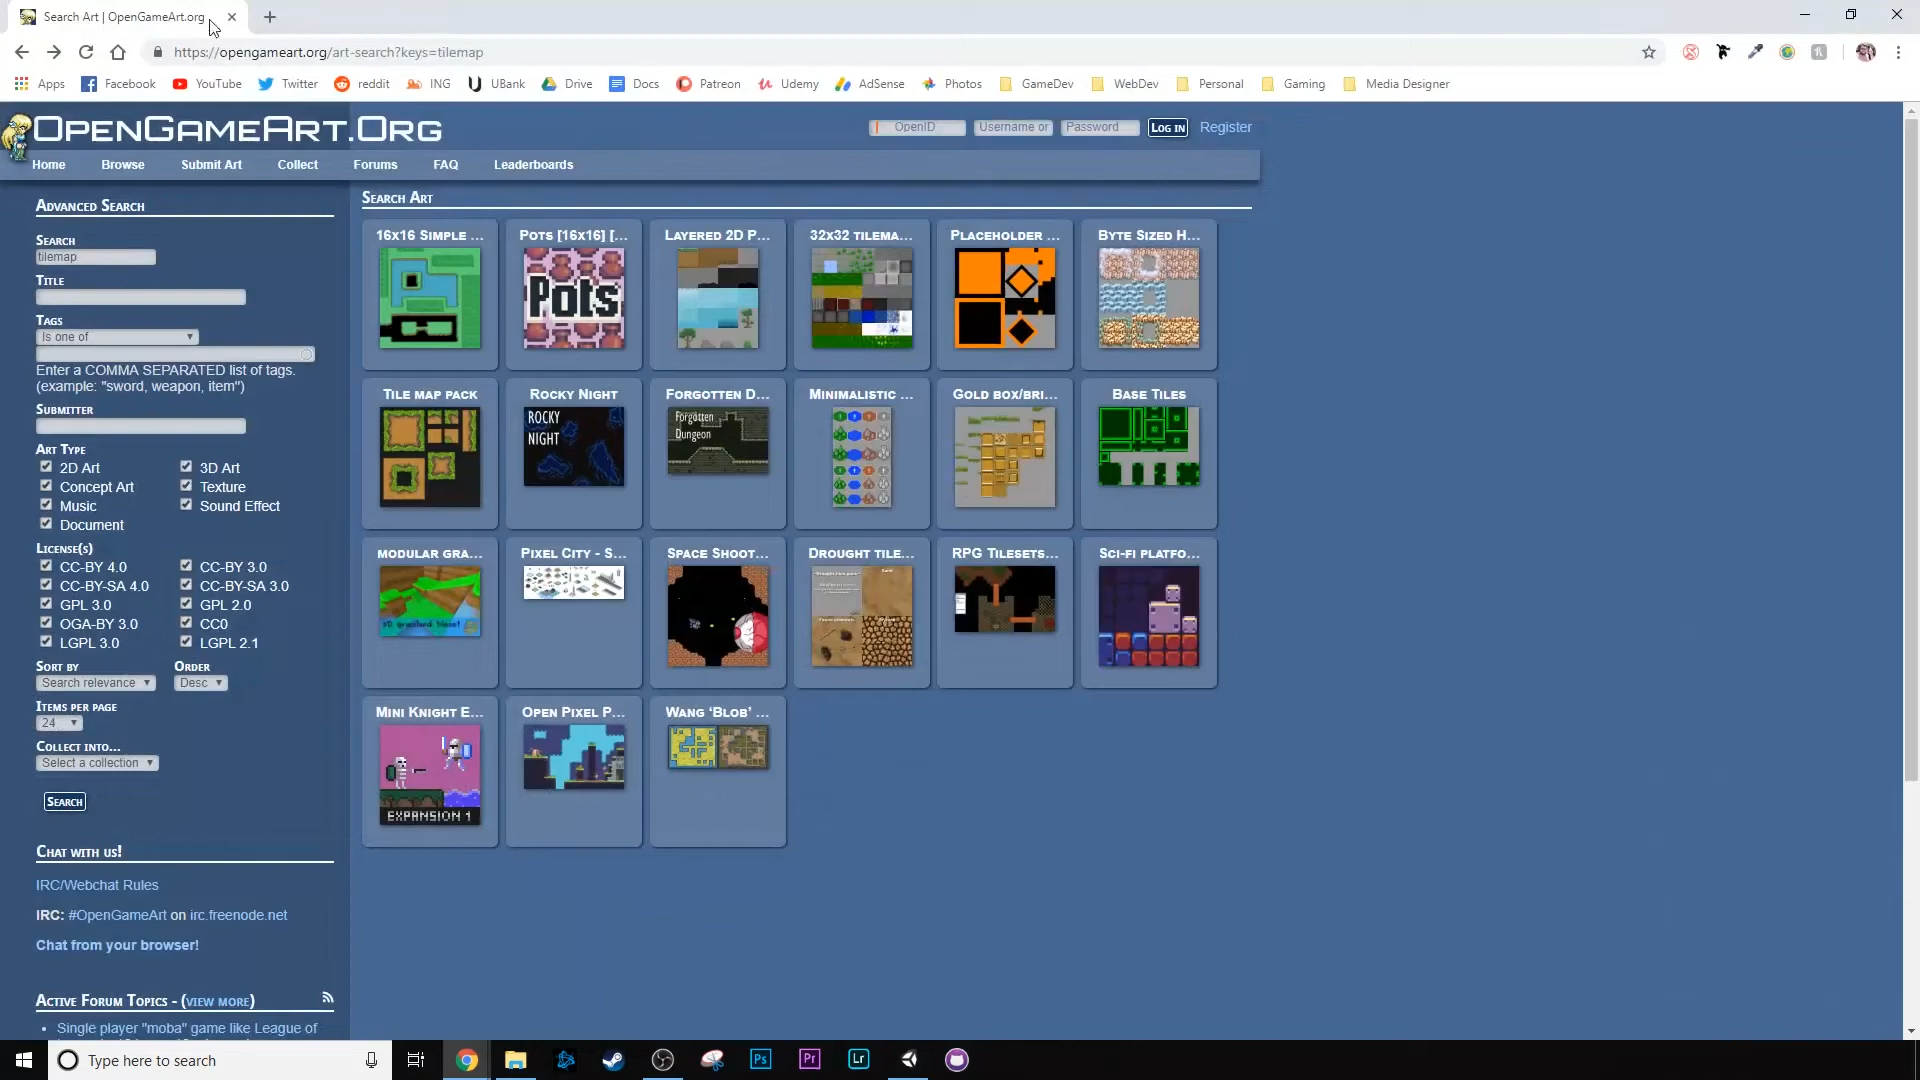 Search Art | OpenGameArt.org
https://opengameart.org/art-search?keys=tilemap
Apps Facebook YouTube Twitter reddit ING UBank Drive Docs Patreon Udemy AdSense Photos GameDev WebDev Personal Gaming Media Designer
OpenGameArt.Org
OpenID Username or Password Log in Register
Home Browse Submit Art Collect Forums FAQ Leaderboards
Advanced Search
Search
tilemap
Title
Tags
Is one of
Enter a COMMA SEPARATED list of tags.
(example: "sword, weapon, item")
Submitter
Art Type
2D Art 3D Art
Concept Art Texture
Music Sound Effect
Document
License(s)
CC-BY 4.0 CC-BY 3.0
CC-BY-SA 4.0 CC-BY-SA 3.0
GPL 3.0 GPL 2.0
OGA-BY 3.0 CC0
LGPL 3.0 LGPL 2.1
Sort by Order
Search relevance Desc
Items per page
24
Collect into...
Select a collection
Search
Chat with us!
IRC/Webchat Rules
IRC: #OpenGameArt on irc.freenode.net
Chat from your browser!
Active Forum Topics - (view more)
Single player "moba" game like League of
Search Art
16x16 Simple ... Pots [16x16] [... Layered 2D P... 32x32 tilema... Placeholder ... Byte Sized H...
Pots
Tile map pack Rocky Night Forgotten D... Minimalistic ... Gold box/bri... Base Tiles
ROCKY
NIGHT
Forgotten
Dungeon
modular gra... Pixel City - S... Space Shoot... Drought tile... RPG Tilesets... Sci-fi platfo...
Mini Knight E... Open Pixel P... Wang ‘Blob’ ...
EXPANSION 1
Type here to search
Ps Pr Lr